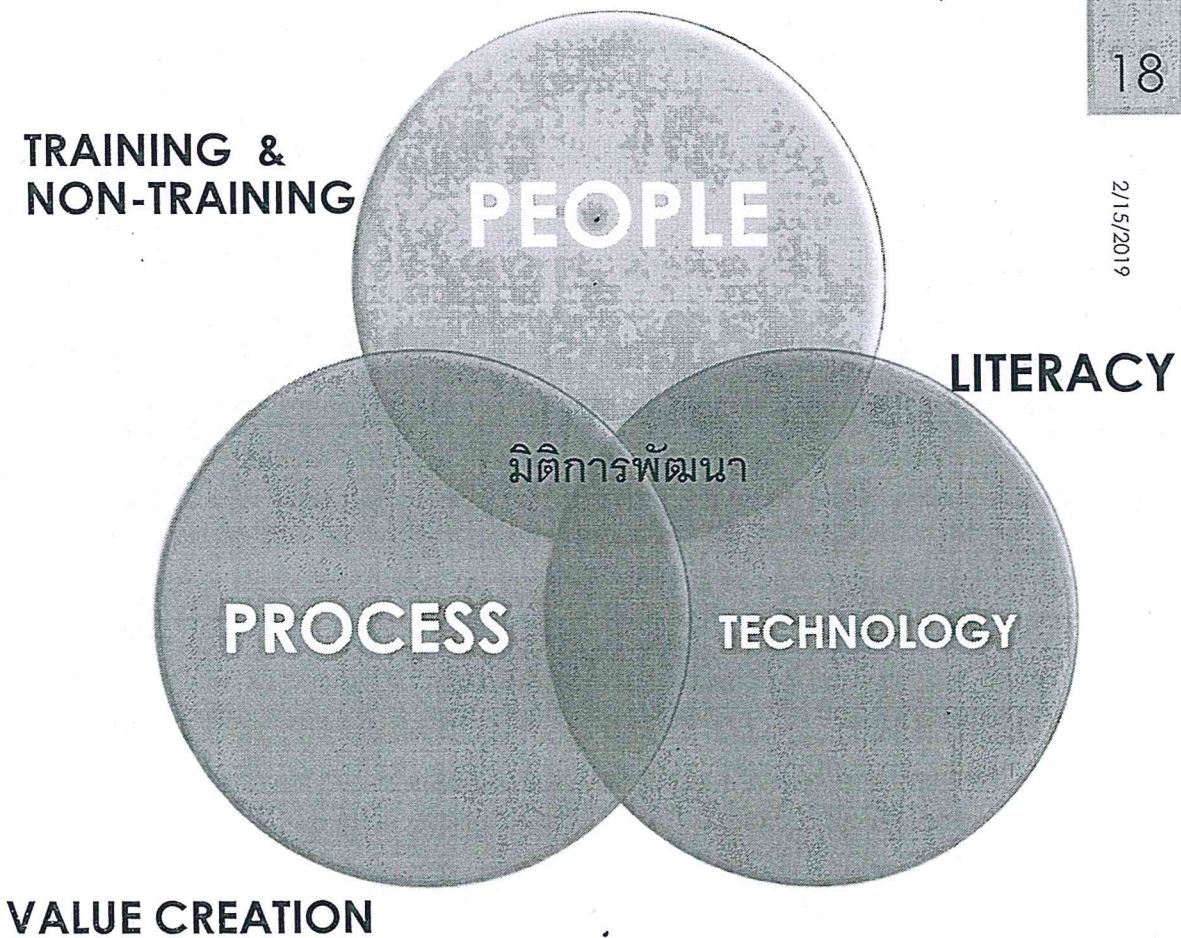 18
2/15/2019
TRAINING &
NON-TRAINING
PEOPLE
LITERACY
มิติการพัฒนา
PROCESS
TECHNOLOGY
VALUE CREATION